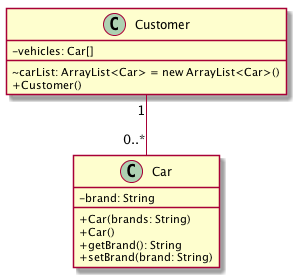 C Customer
-vehicles: Car[]
~carList: ArrayList<Car> = new ArrayList<Car>()
+Customer()
1
0..*
C Car
-brand: String
+Car(brands: String)
+Car()
+getBrand(): String
+setBrand(brand: String)